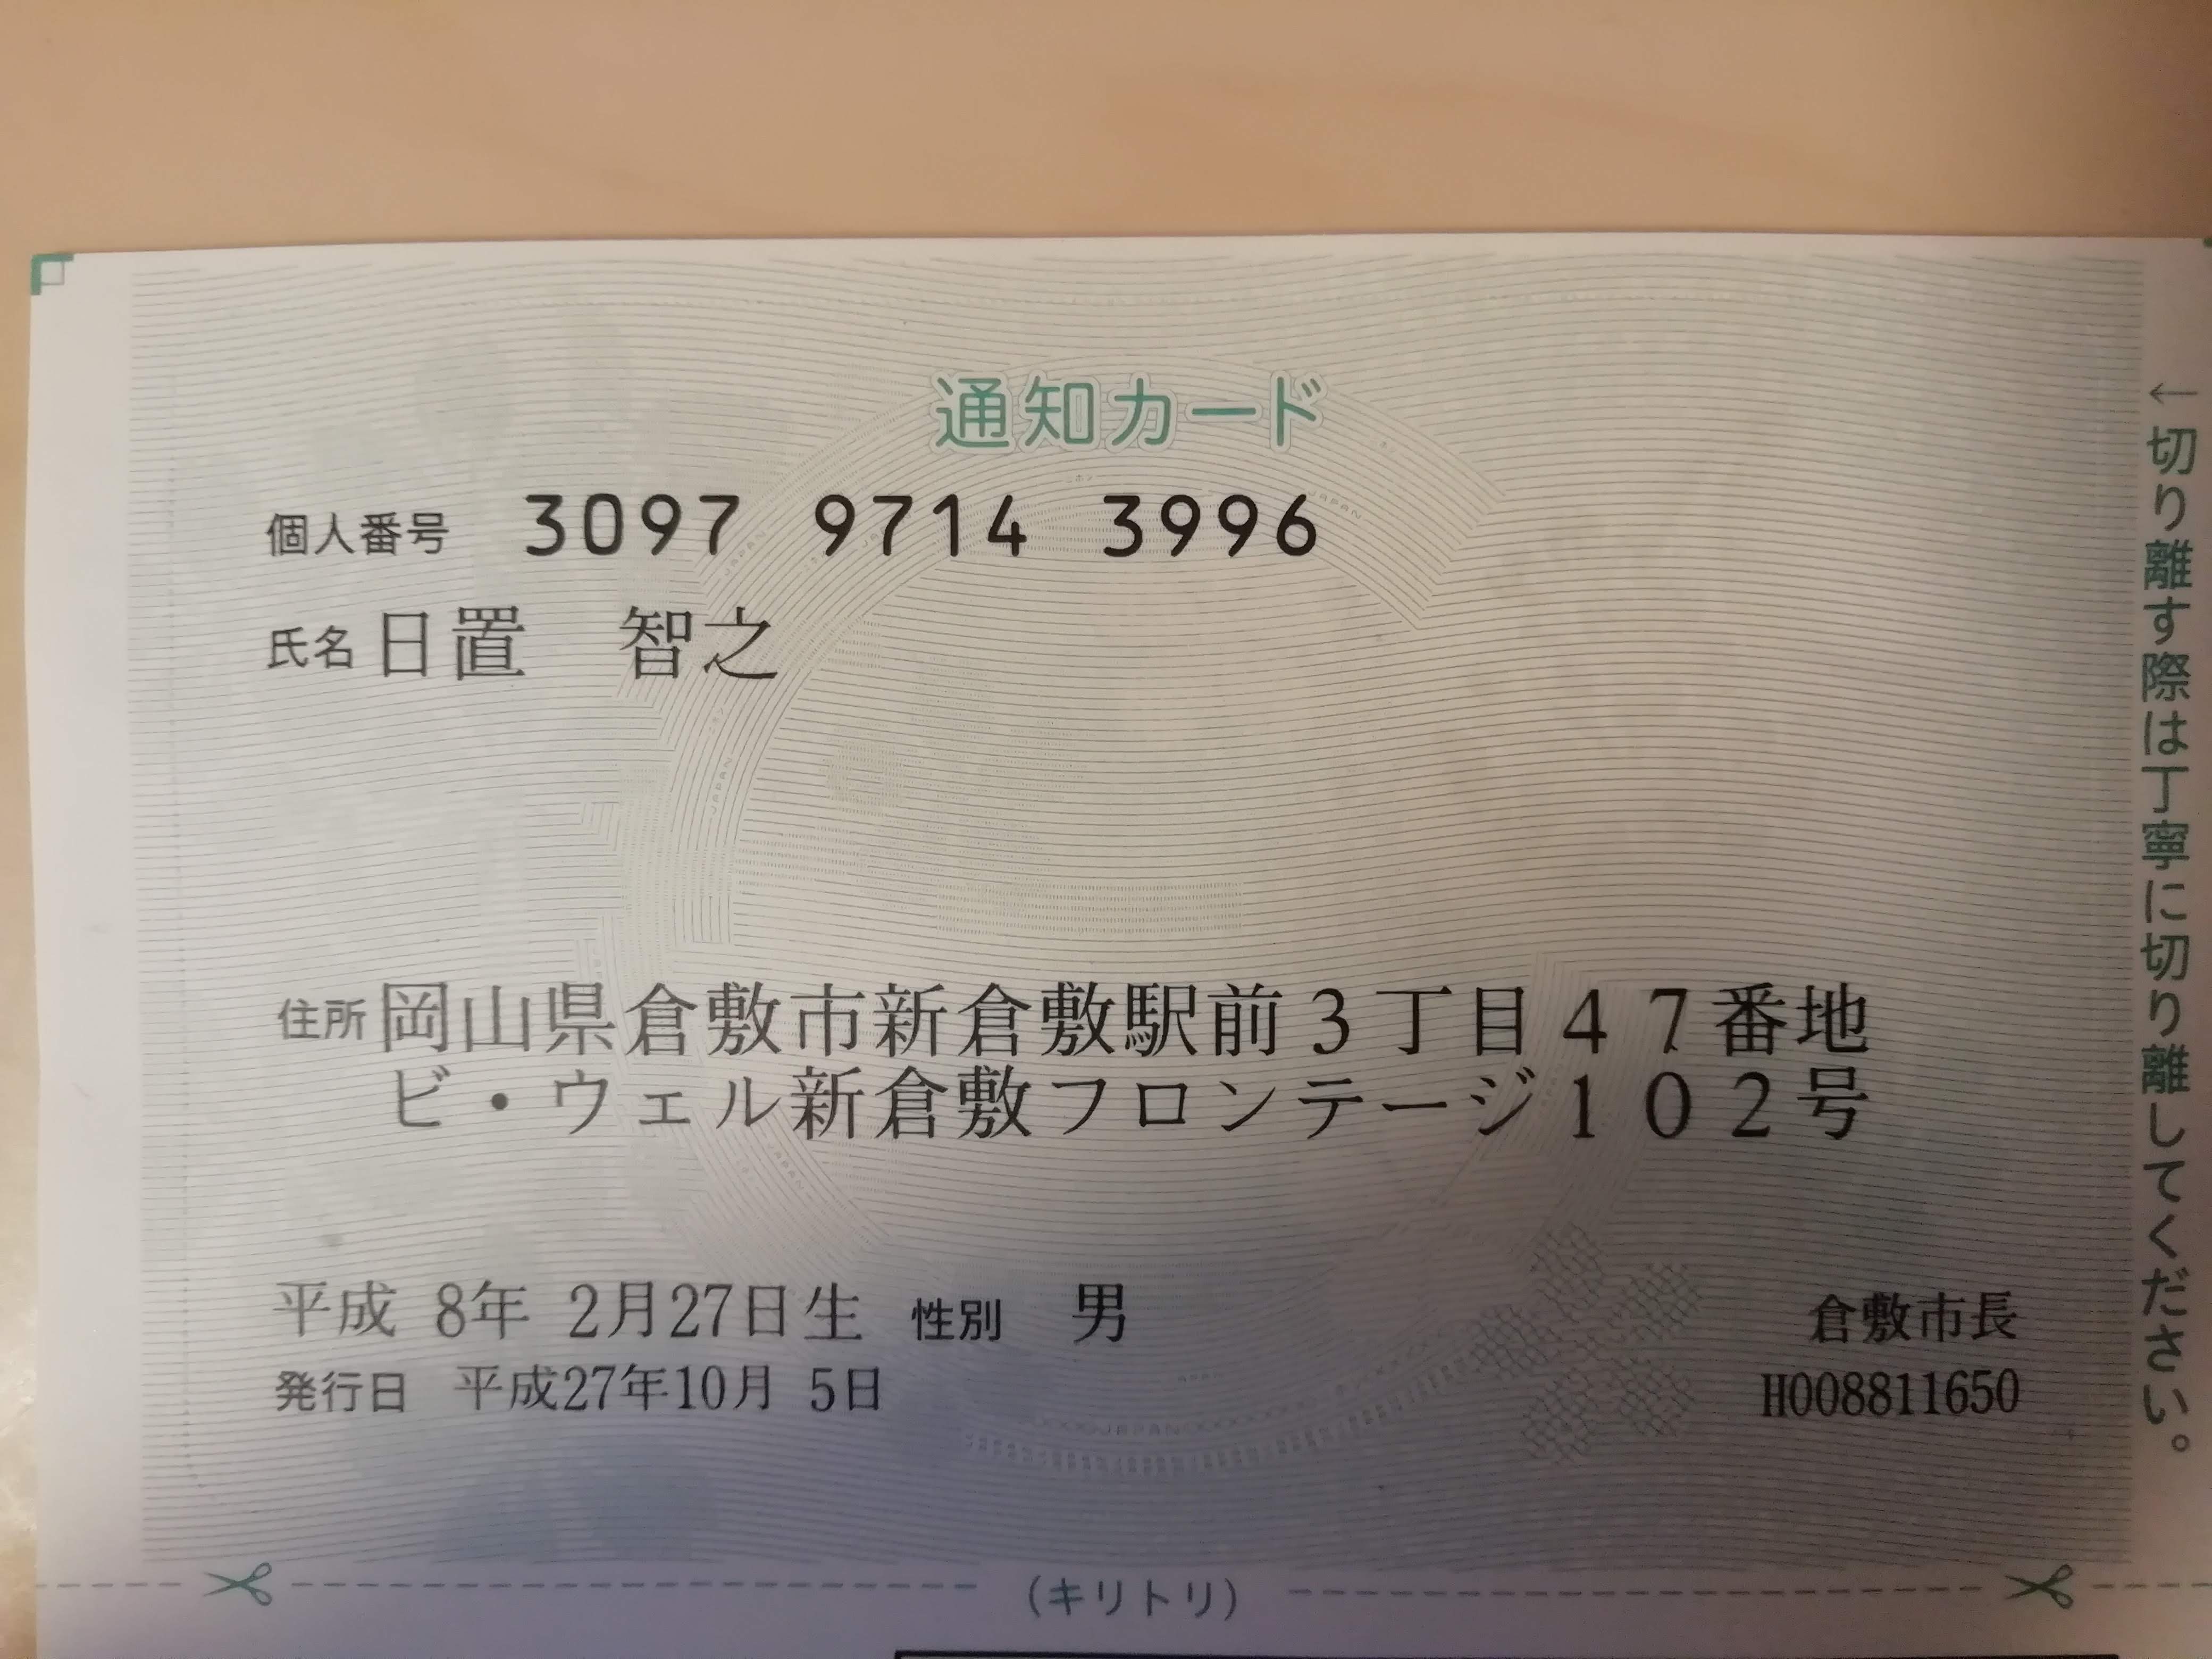 通知カード
個人番号 3097 9714 3996
氏名 日置 智之
住所 岡山県倉敷市新倉敷駅前3丁目47番地
ビ・ウェル新倉敷フロンテージ102号
平成 8年 2月27日生 性別 男
発行日 平成27年10月 5日
倉敷市長
H008811650
←切り離す際は丁寧に切り離してください。
(キリトリ)